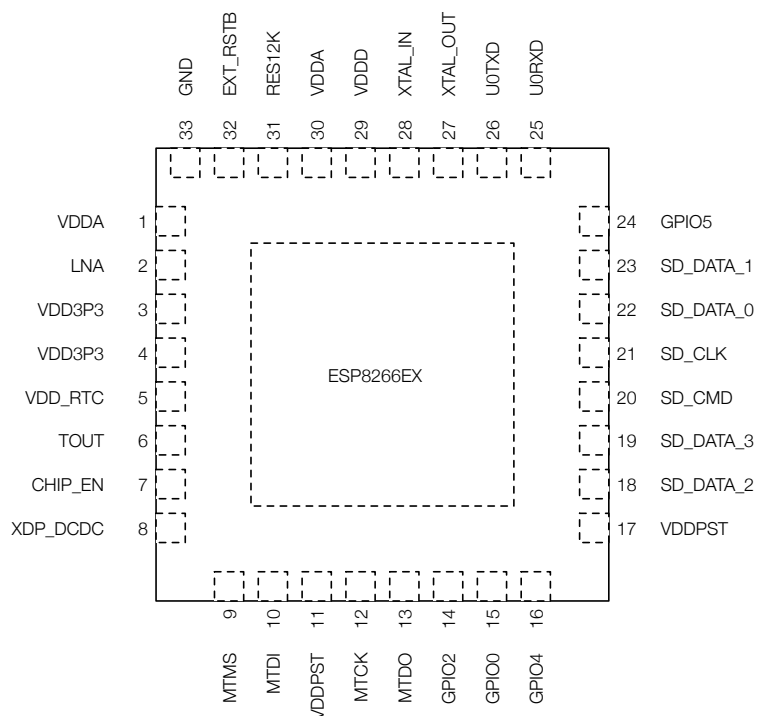 GND
EXT_RSTB
RES12K
VDDA
VDDD
XTAL_IN
XTAL_OUT
U0TXD
U0RXD
33
32
31
30
29
28
27
26
25
VDDA 1
LNA 2
VDD3P3 3
VDD3P3 4
VDD_RTC 5
TOUT 6
CHIP_EN 7
XDP_DCDC 8
ESP8266EX
24 GPIO5
23 SD_DATA_1
22 SD_DATA_0
21 SD_CLK
20 SD_CMD
19 SD_DATA_3
18 SD_DATA_2
17 VDDPST
9
10
11
12
13
14
15
16
MTMS
MTDI
VDDPST
MTCK
MTDO
GPIO2
GPIO0
GPIO4